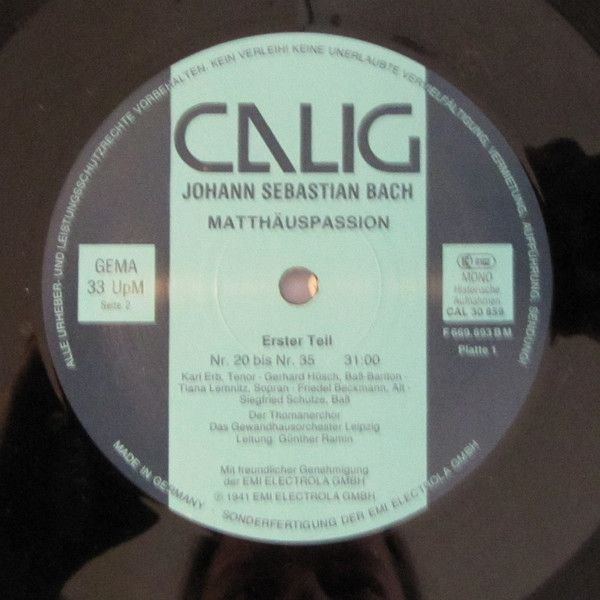 ALLE URHEBER- UND LEISTUNGSSCHUTZRECHTE VORBEHALTEN. KEIN VERLEIH! KEINE UNERLAUBTE VERVIELFÄLTIGUNG, VERMIETUNG, AUFFÜHRUNG, SENDUNG!
CALIG
JOHANN SEBASTIAN BACH
MATTHÄUSPASSION
GEMA
33 UpM
Seite 2
MONO
Historische
Aufnahmen
CAL 30 859
F 669.693 B M
Platte 1
Erster Teil
Nr. 20 bis Nr. 35 31:00
Karl Erb, Tenor · Gerhard Hüsch, Baß-Bariton ·
Tiana Lemnitz, Sopran · Friedel Beckmann, Alt ·
Siegfried Schulze, Baß
Der Thomanerchor
Das Gewandhausorchester Leipzig
Leitung: Günther Ramin
Mit freundlicher Genehmigung
der EMI ELECTROLA GMBH
℗ 1941 EMI ELECTROLA GMBH
MADE IN GERMANY · SONDERFERTIGUNG DER EMI ELECTROLA GMBH